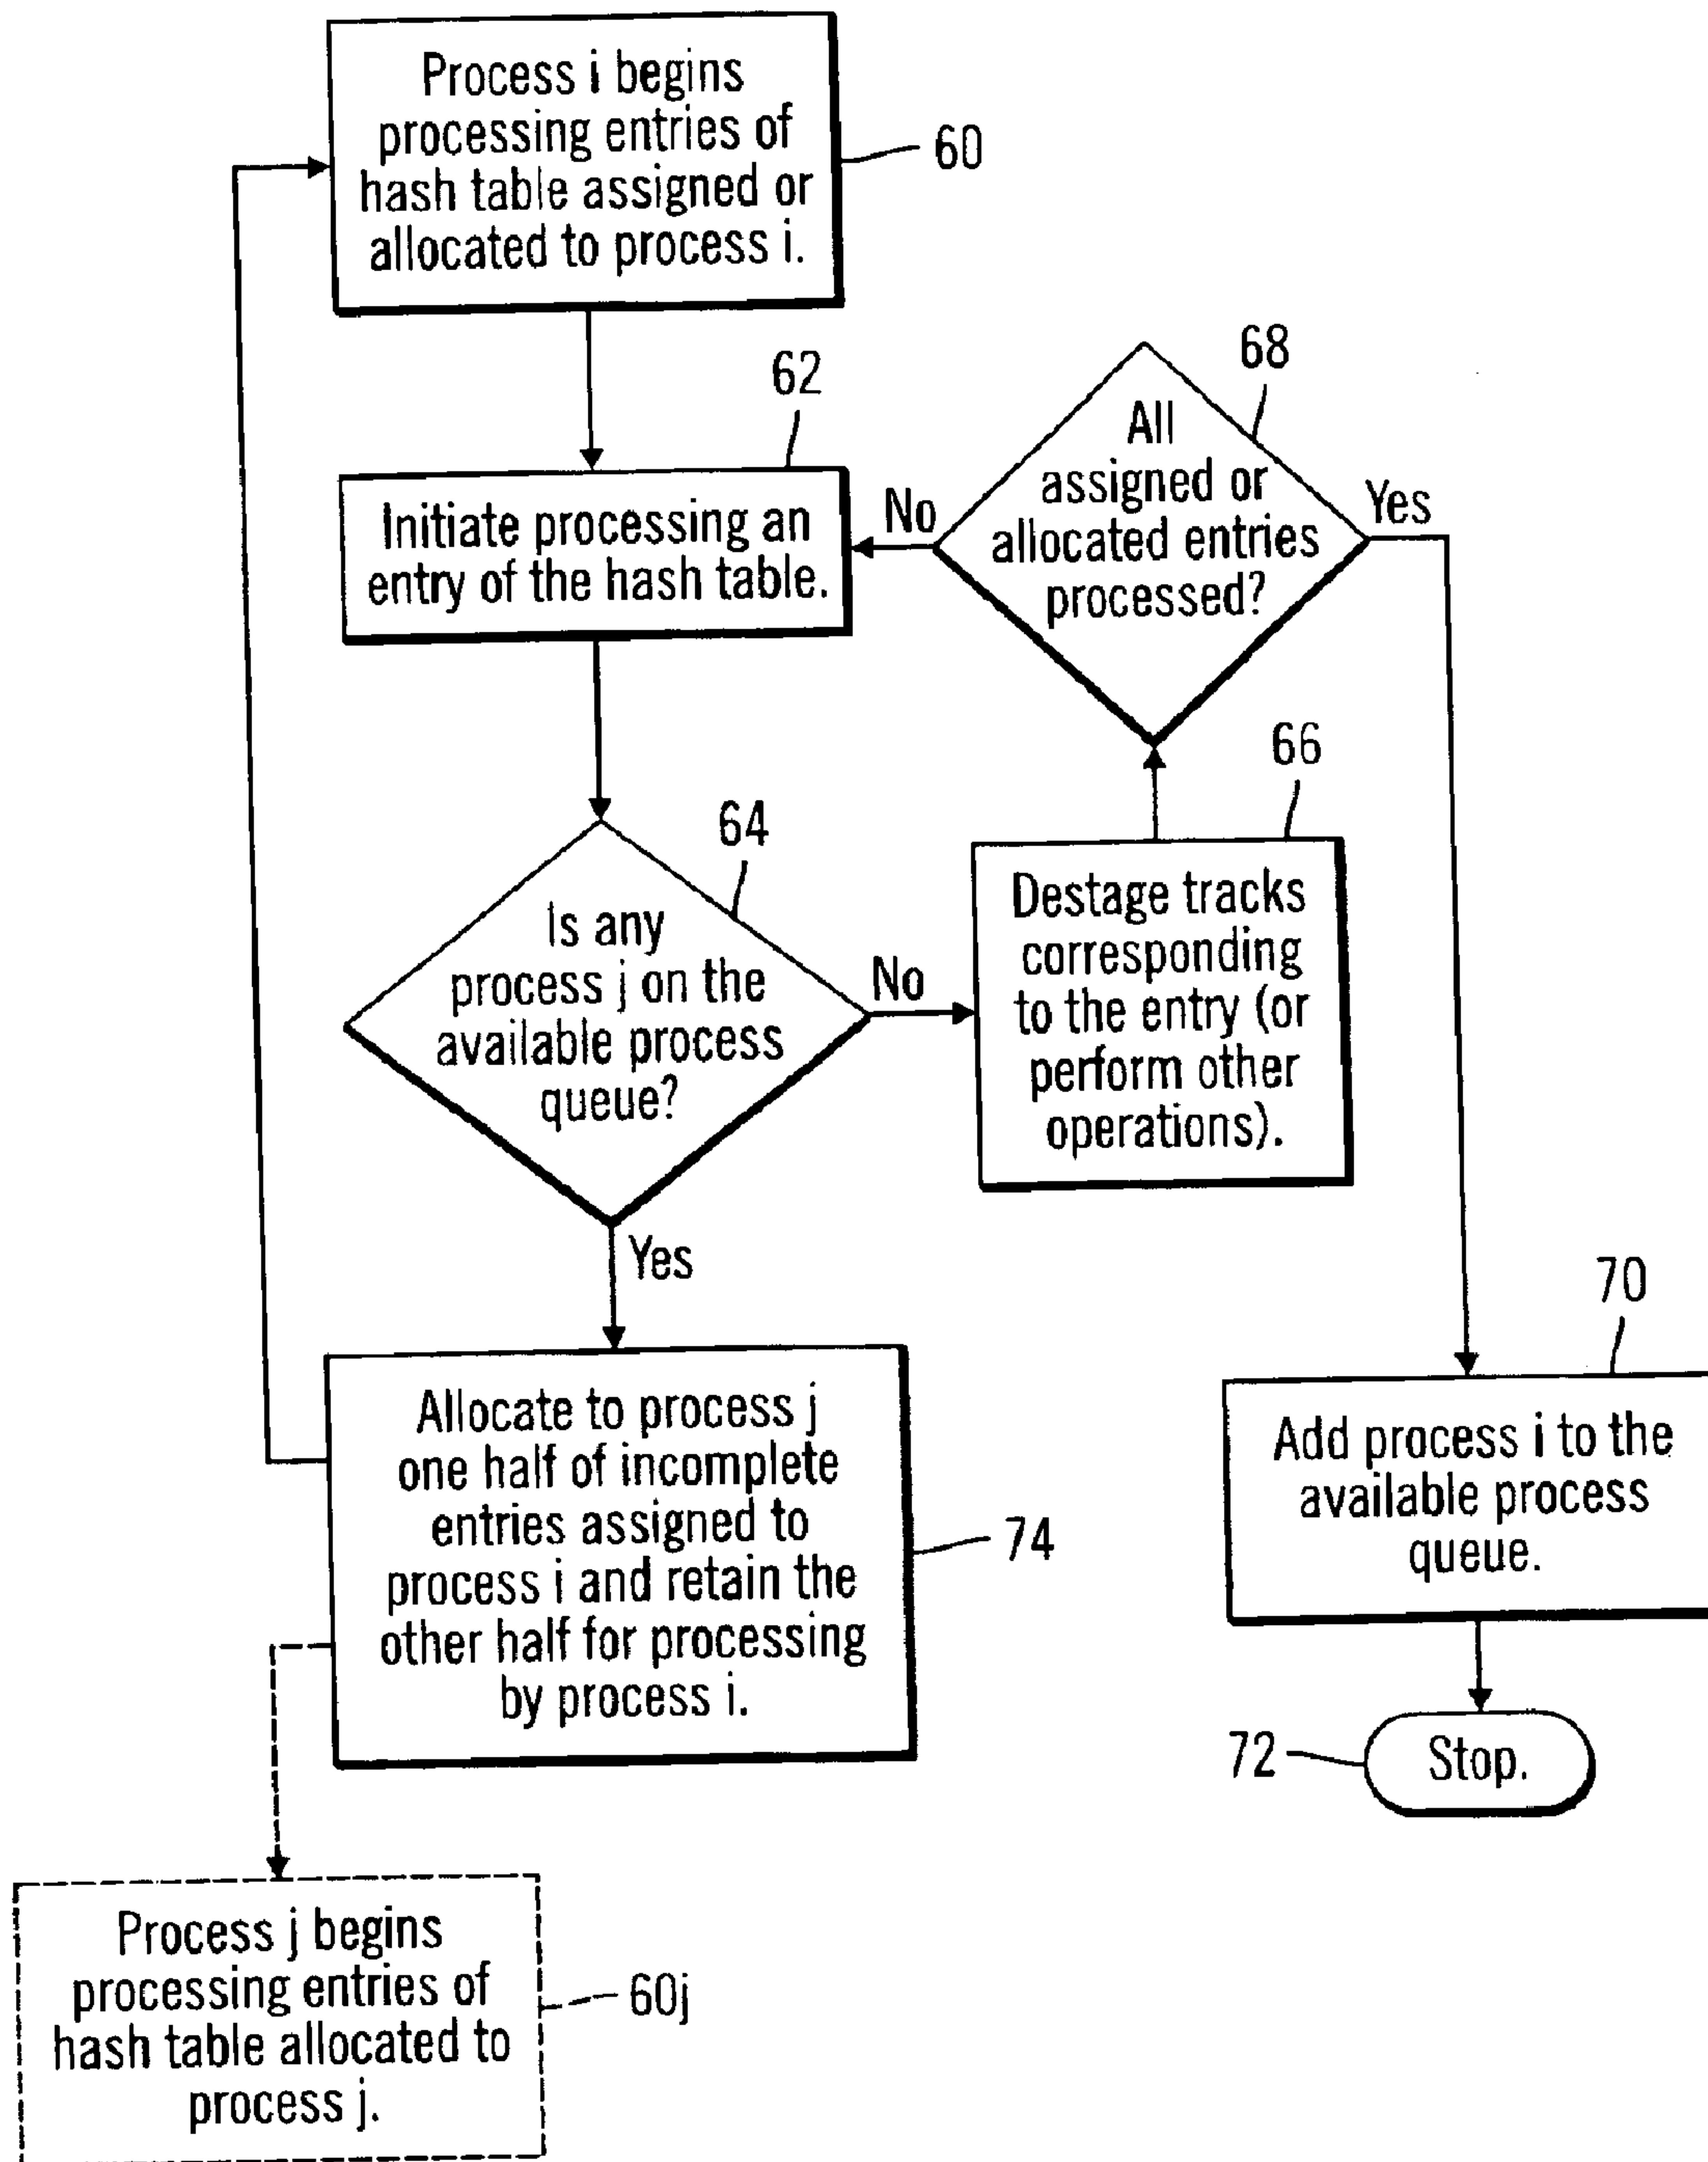 Process i begins
processing entries of
hash table assigned or
allocated to process i.
60
62
Initiate processing an
entry of the hash table.
68
All
assigned or
allocated entries
processed?
No
Yes
64
Is any
process j on the
available process
queue?
No
Yes
66
Destage tracks
corresponding
to the entry (or
perform other
operations).
70
Add process i to the
available process
queue.
72
Stop.
Allocate to process j
one half of incomplete
entries assigned to
process i and retain the
other half for processing
by process i.
74
Process j begins
processing entries of
hash table allocated to
process j.
60j